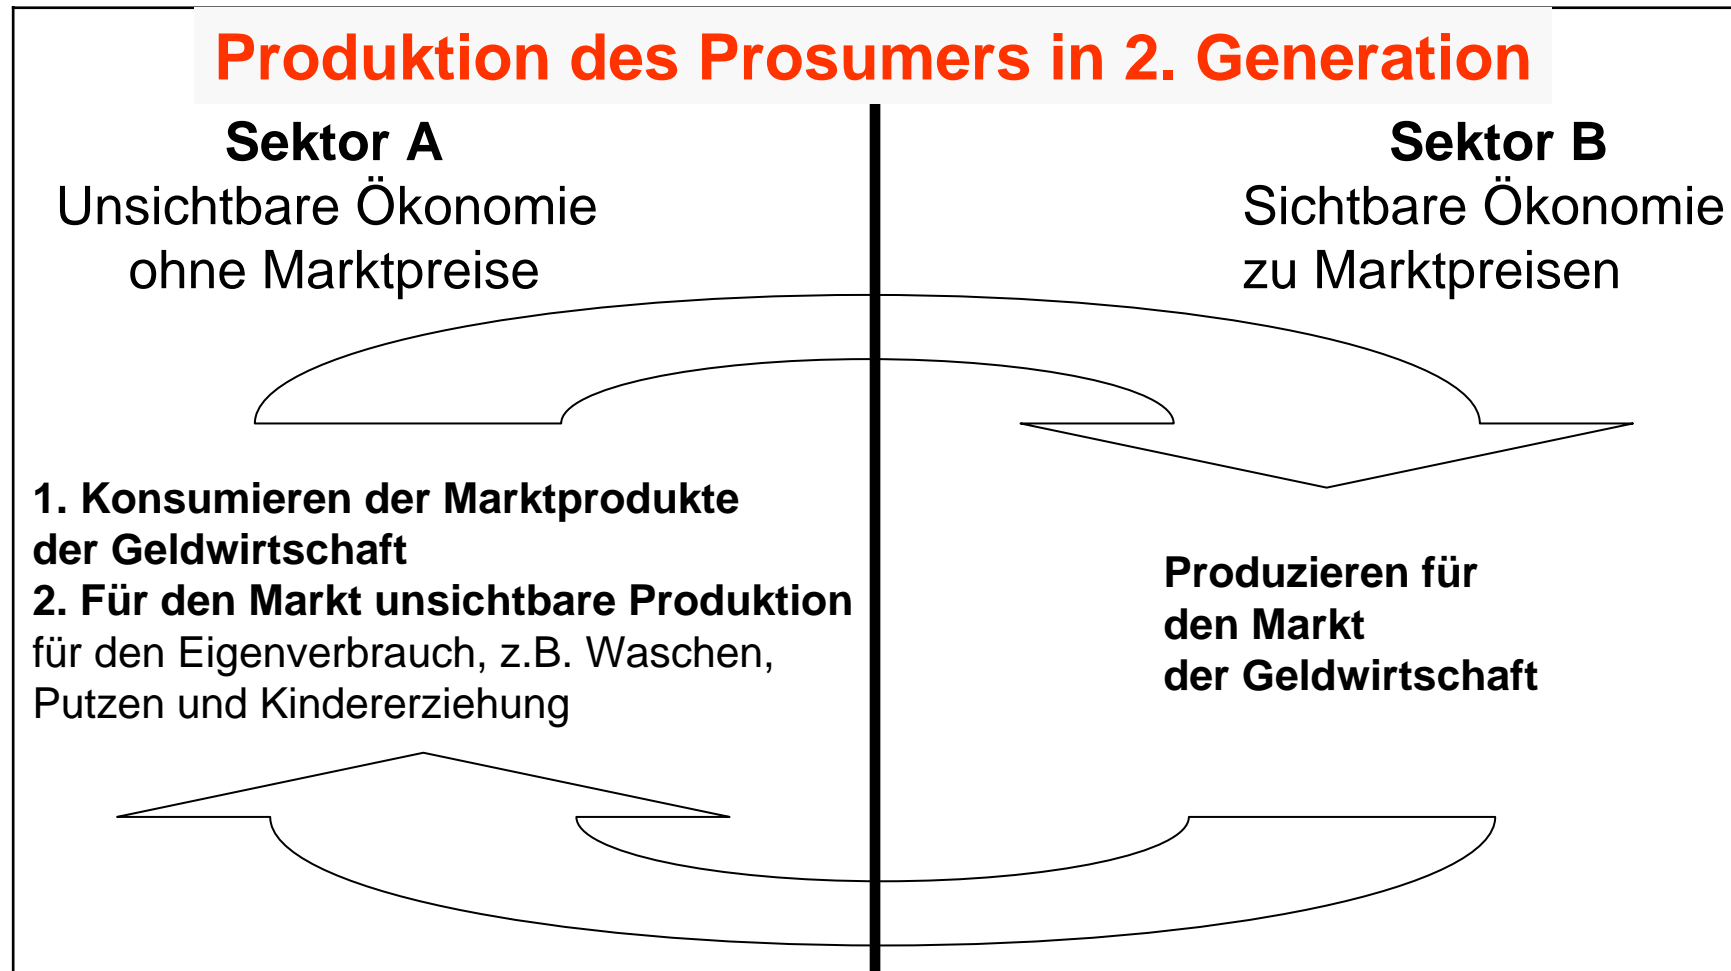 Produktion des Prosumers in 2. Generation
Sektor A
Unsichtbare Ökonomie
ohne Marktpreise
Sektor B
Sichtbare Ökonomie
zu Marktpreisen
1. Konsumieren der Marktprodukte
der Geldwirtschaft
2. Für den Markt unsichtbare Produktion
für den Eigenverbrauch, z.B. Waschen,
Putzen und Kindererziehung
Produzieren für
den Markt
der Geldwirtschaft